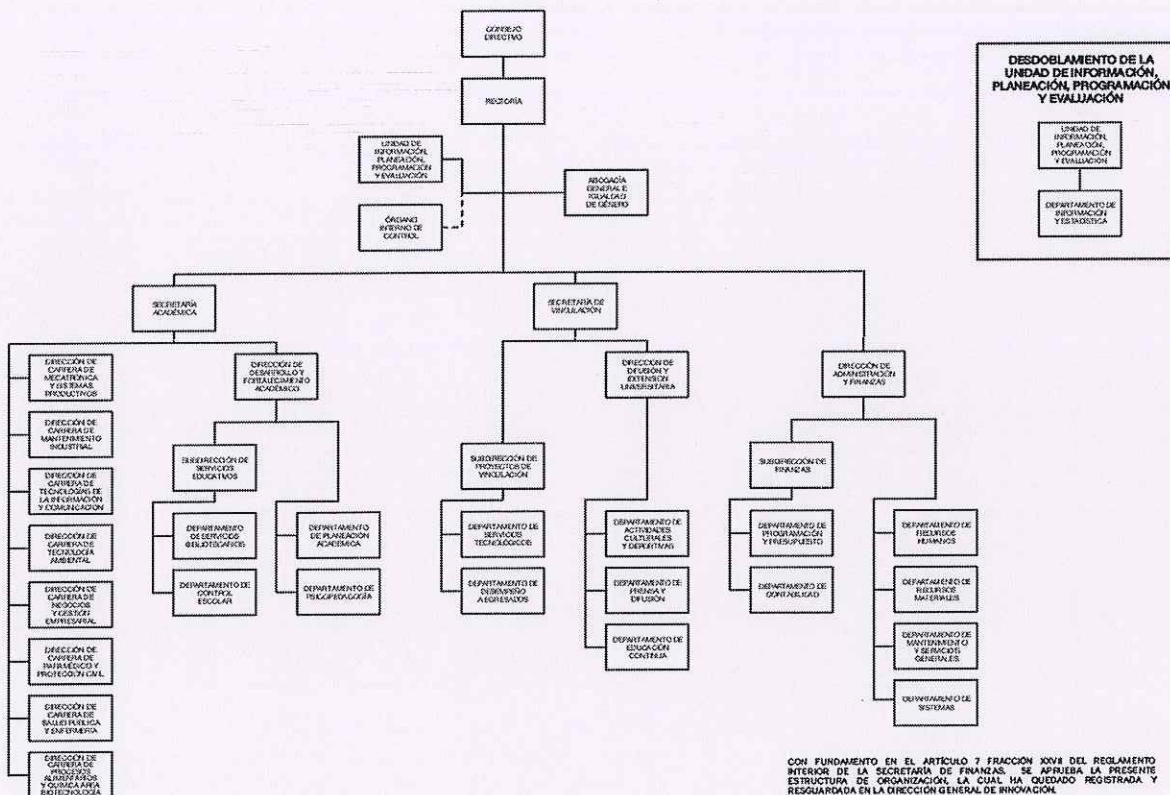 CONSEJO
DIRECTIVO
RECTORÍA
UNIDAD DE
INFORMACIÓN,
PLANEACIÓN,
PROGRAMACIÓN
Y EVALUACIÓN
ABOGACÍA
GENERAL E
IGUALDAD
DE GÉNERO
ÓRGANO
INTERNO DE
CONTROL
DESDOBLAMIENTO DE LA
UNIDAD DE INFORMACIÓN,
PLANEACIÓN, PROGRAMACIÓN
Y EVALUACIÓN
UNIDAD DE
INFORMACIÓN,
PLANEACIÓN,
PROGRAMACIÓN
Y EVALUACIÓN
DEPARTAMENTO DE
INFORMACIÓN
Y ESTADÍSTICA
SECRETARÍA
ACADÉMICA
SECRETARÍA DE
VINCULACIÓN
DIRECCIÓN DE
CARRERA DE
MECATRÓNICA
Y SISTEMAS
PRODUCTIVOS
DIRECCIÓN DE
CARRERA DE
MANTENIMIENTO
INDUSTRIAL
DIRECCIÓN DE
CARRERA DE
TECNOLOGÍAS DE
LA INFORMACIÓN
Y COMUNICACIÓN
DIRECCIÓN DE
CARRERA DE
TECNOLOGÍA
AMBIENTAL
DIRECCIÓN DE
CARRERA DE
NEGOCIOS
Y GESTIÓN
EMPRESARIAL
DIRECCIÓN DE
CARRERA DE
PARAMÉDICO Y
PROTECCIÓN CIVIL
DIRECCIÓN DE
CARRERA DE
SALUD PÚBLICA
Y ENFERMERÍA
DIRECCIÓN DE
CARRERA DE
PROCESOS
ALIMENTARIOS
Y QUÍMICA ÁREA
BIOTECNOLOGÍA
DIRECCIÓN DE
DESARROLLO Y
FORTALECIMIENTO
ACADÉMICO
SUBDIRECCIÓN DE
SERVICIOS
EDUCATIVOS
DEPARTAMENTO
DE SERVICIOS
BIBLIOTECARIOS
DEPARTAMENTO DE
CONTROL
ESCOLAR
DEPARTAMENTO
DE PLANEACIÓN
ACADÉMICA
DEPARTAMENTO DE
PSICOPEDAGOGÍA
SUBDIRECCIÓN DE
PROYECTOS DE
VINCULACIÓN
DEPARTAMENTO DE
SERVICIOS
TECNOLÓGICOS
DEPARTAMENTO DE
DESEMPEÑO
A EGRESADOS
DIRECCIÓN DE
DIFUSIÓN Y
EXTENSIÓN
UNIVERSITARIA
DEPARTAMENTO DE
ACTIVIDADES
CULTURALES
Y DEPORTIVAS
DEPARTAMENTO DE
PRENSA Y
DIFUSIÓN
DEPARTAMENTO DE
EDUCACIÓN
CONTINUA
DIRECCIÓN DE
ADMINISTRACIÓN
Y FINANZAS
SUBDIRECCIÓN DE
FINANZAS
DEPARTAMENTO DE
PROGRAMACIÓN
Y PRESUPUESTO
DEPARTAMENTO DE
CONTABILIDAD
DEPARTAMENTO DE
RECURSOS
HUMANOS
DEPARTAMENTO DE
RECURSOS
MATERIALES
DEPARTAMENTO DE
MANTENIMIENTO
Y SERVICIOS
GENERALES
DEPARTAMENTO DE
SISTEMAS
CON FUNDAMENTO EN EL ARTÍCULO 7 FRACCIÓN XXVII DEL REGLAMENTO
INTERIOR DE LA SECRETARÍA DE FINANZAS, SE APRUEBA LA PRESENTE
ESTRUCTURA DE ORGANIZACIÓN, LA CUAL HA QUEDADO REGISTRADA Y
RESGUARDADA EN LA DIRECCIÓN GENERAL DE INNOVACIÓN.